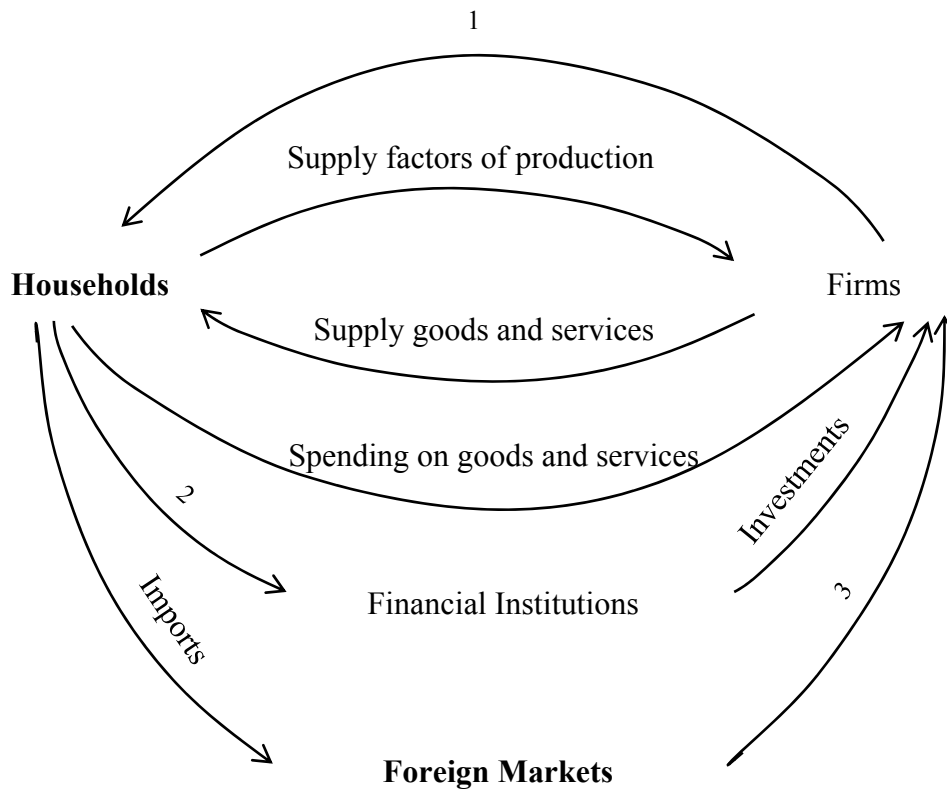 1
Supply factors of production
Households
Firms
Supply goods and services
Spending on goods and services
Investments
2
Financial Institutions
3
Imports
Foreign Markets